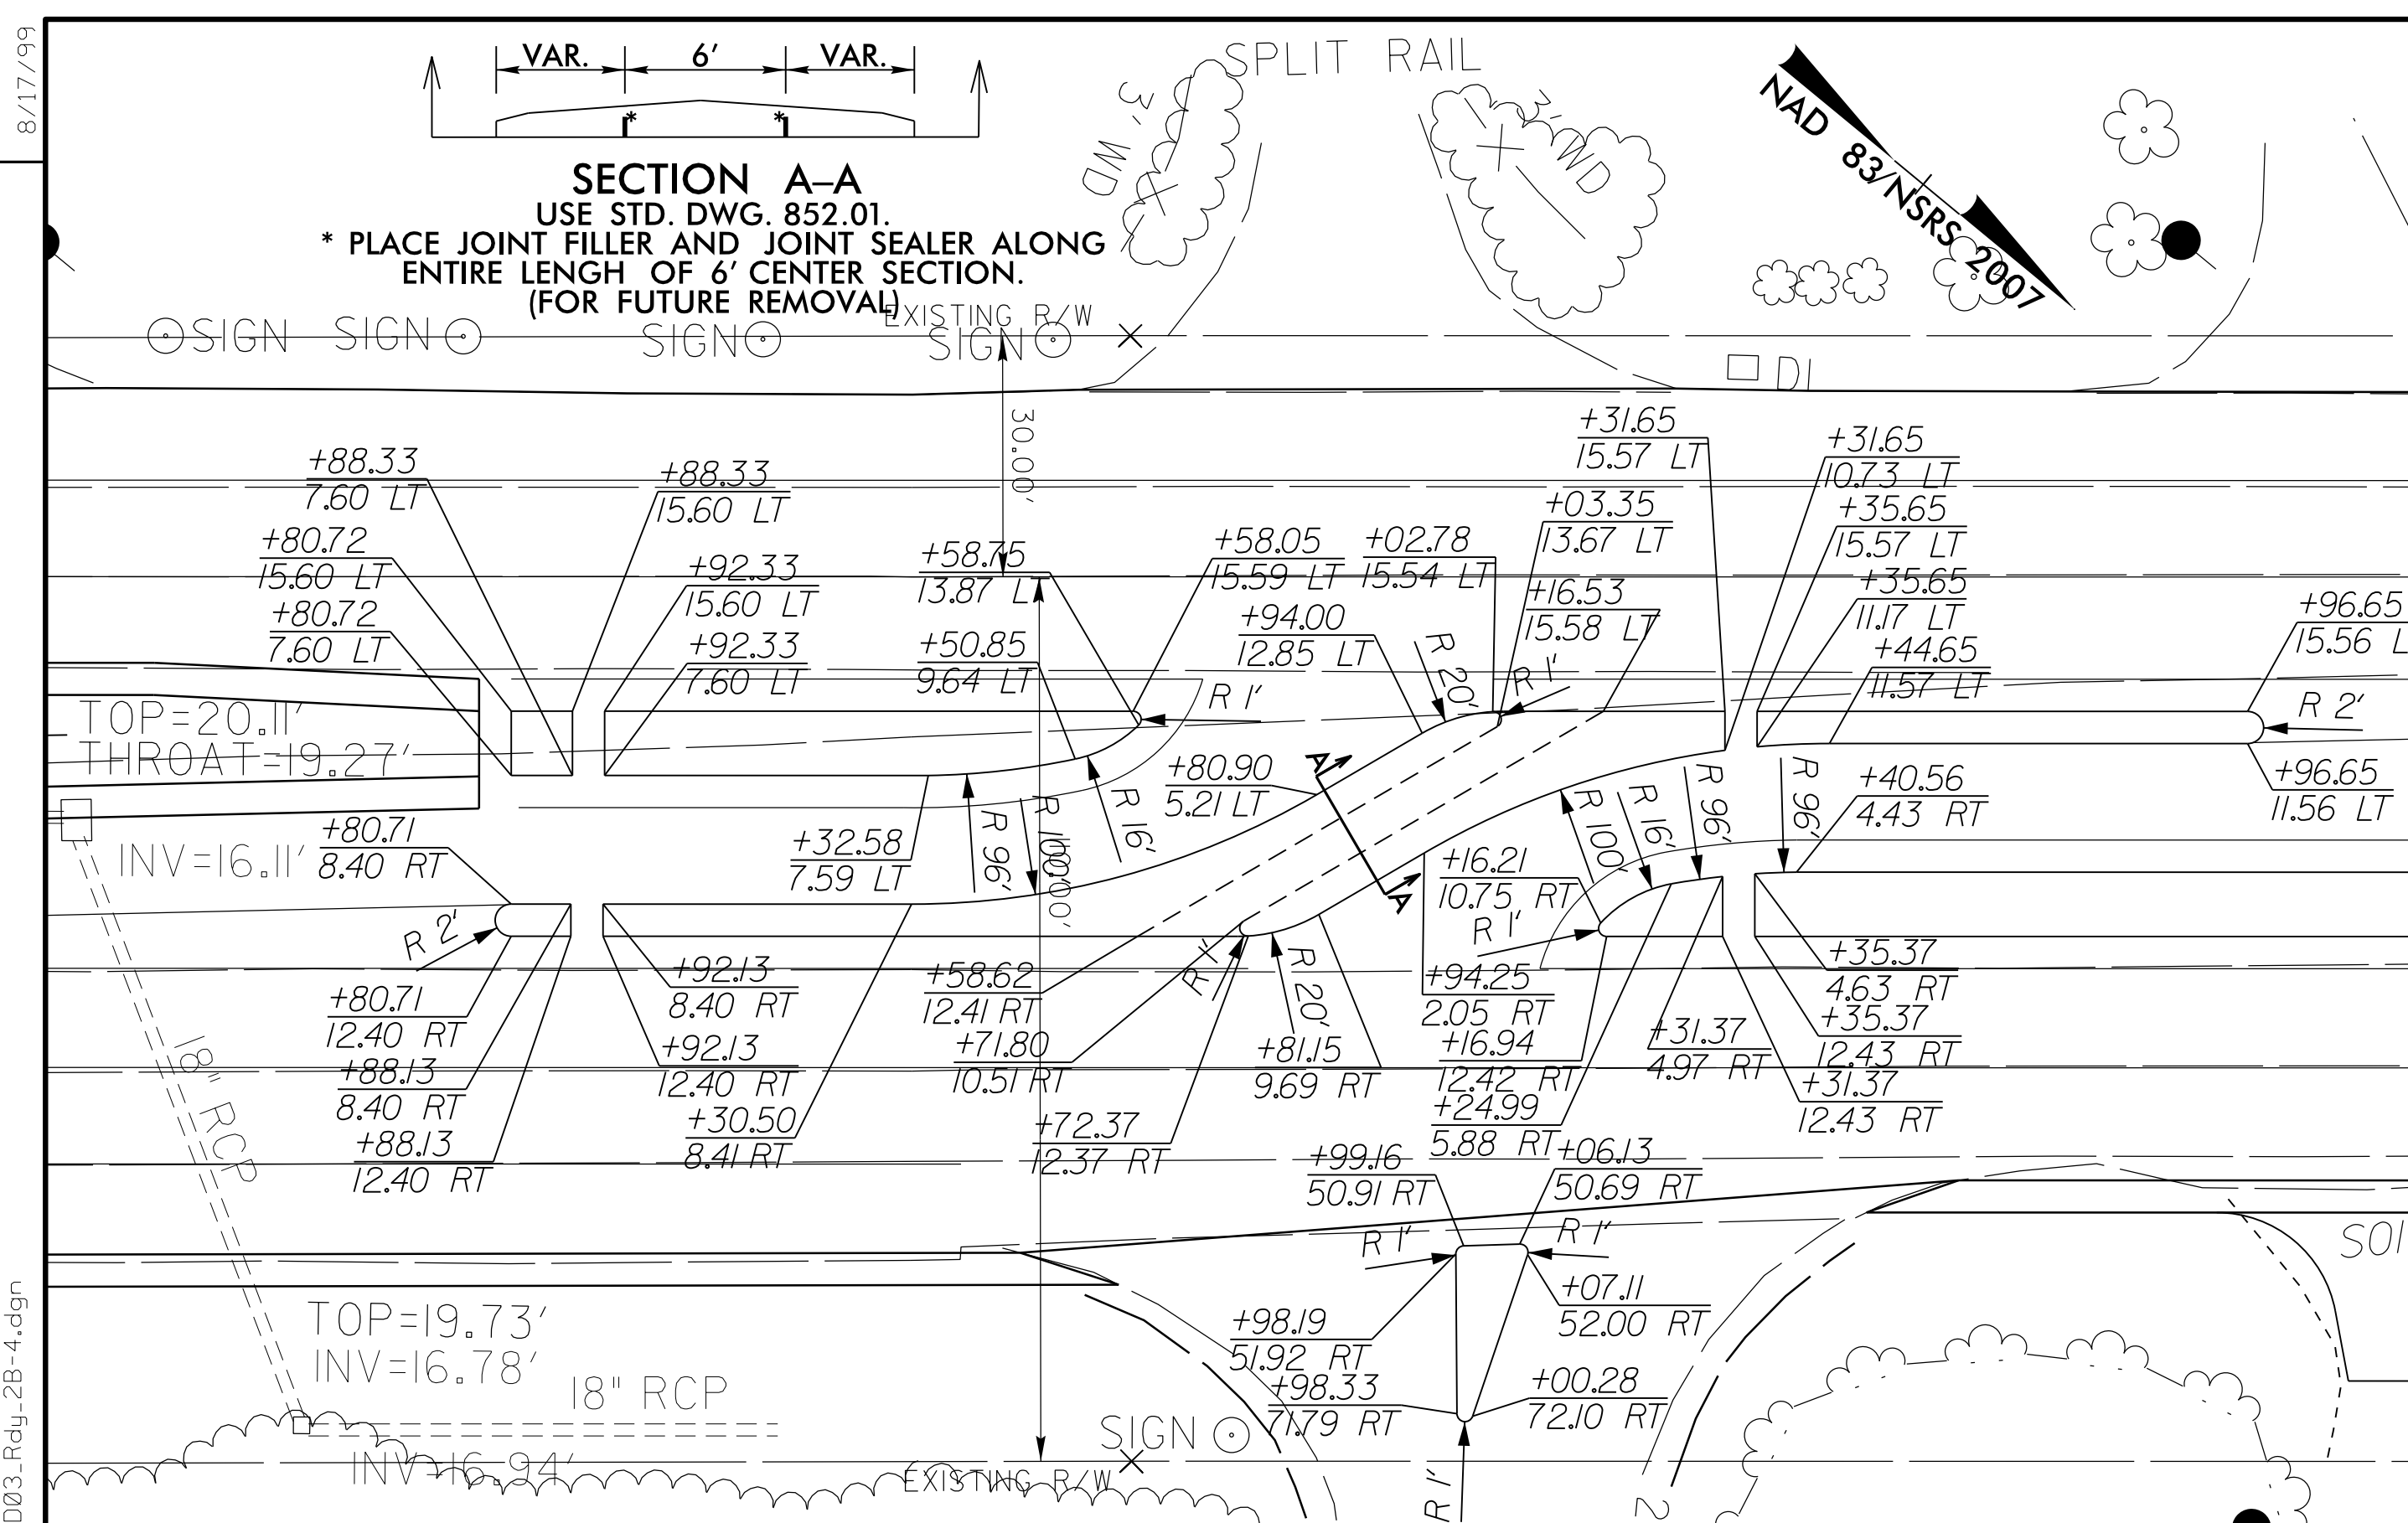 8/17/99
VAR.
6'
VAR.
*
*
SECTION A–A
USE STD. DWG. 852.01.
* PLACE JOINT FILLER AND JOINT SEALER ALONG
ENTIRE LENGH OF 6' CENTER SECTION.
(FOR FUTURE REMOVAL)
SPLIT RAIL
3' WD
3' WD
NAD 83/NSRS 2007
EXISTING R/W
SIGN
SIGN
SIGN
SIGN
DI
30.00'
+88.33
7.60 LT
+88.33
15.60 LT
+80.72
15.60 LT
+80.72
7.60 LT
+92.33
15.60 LT
+92.33
7.60 LT
+58.75
13.87 LT
+50.85
9.64 LT
+58.05
15.59 LT
+02.78
15.54 LT
+94.00
12.85 LT
+31.65
15.57 LT
+03.35
13.67 LT
+16.53
15.58 LT
+31.65
10.73 LT
+35.65
15.57 LT
+35.65
11.17 LT
+44.65
11.57 LT
+96.65
15.56 L
R 20'
R 1'
R 1'
R 2'
TOP=20.11'
THROAT=19.27'
INV=16.11'
+80.90
5.21 LT
A
A
+96.65
11.56 LT
+40.56
4.43 RT
+80.71
8.40 RT
+32.58
7.59 LT
R 96'
R 100'
R 16'
110.00'
R 100'
R 16'
R 96'
R 96'
+16.21
10.75 RT
R 1'
R 2'
+92.13
8.40 RT
+58.62
12.41 RT
R 1'
R 20'
+94.25
2.05 RT
+35.37
4.63 RT
+80.71
12.40 RT
+92.13
12.40 RT
+71.80
10.51 RT
+81.15
9.69 RT
+16.94
12.42 RT
+31.37
4.97 RT
+35.37
12.43 RT
18" RCP
+88.13
8.40 RT
+30.50
8.41 RT
+72.37
12.37 RT
+24.99
5.88 RT
+31.37
12.43 RT
+88.13
12.40 RT
+99.16
50.91 RT
+06.13
50.69 RT
R 1'
R 1'
SOI
+07.11
52.00 RT
+98.19
51.92 RT
+98.33
71.79 RT
+00.28
72.10 RT
TOP=19.73'
INV=16.78'
18" RCP
INV=16.94'
SIGN
EXISTING R/W
R 1'
2
D03_Rdy_2B-4.dgn